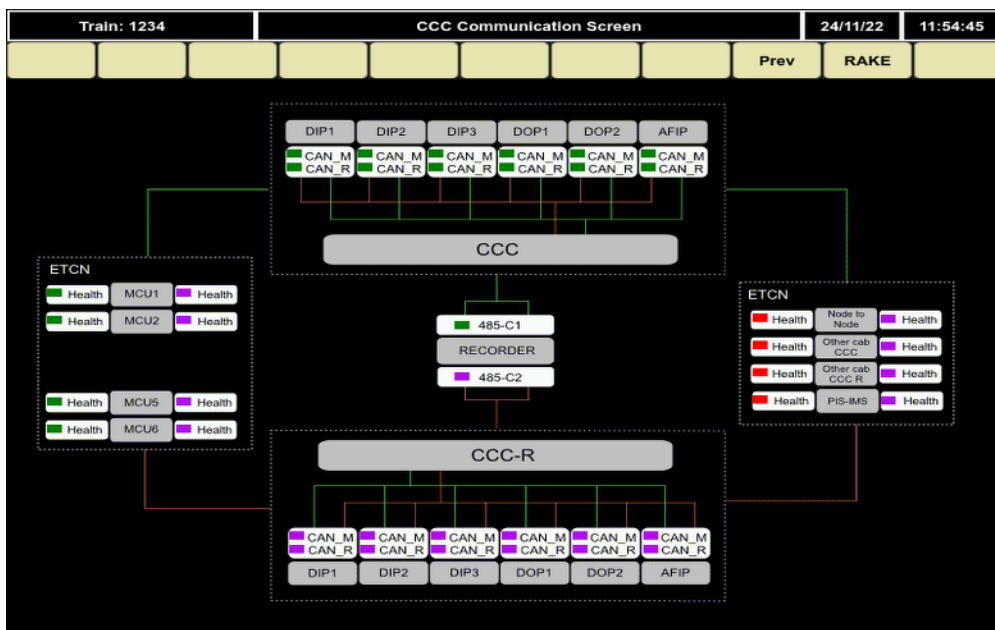 Train: 1234
CCC Communication Screen
24/11/22
11:54:45
Prev
RAKE
DIP1
DIP2
DIP3
DOP1
DOP2
AFIP
CAN_M
CAN_R
CAN_M
CAN_R
CAN_M
CAN_R
CAN_M
CAN_R
CAN_M
CAN_R
CAN_M
CAN_R
CCC
ETCN
Health
MCU1
Health
Health
MCU2
Health
Health
MCU5
Health
Health
MCU6
Health
485-C1
RECORDER
485-C2
ETCN
Health
Node to
Node
Health
Health
Other cab
CCC
Health
Health
Other cab
CCC R
Health
Health
PIS-IMS
Health
CCC-R
CAN_M
CAN_R
CAN_M
CAN_R
CAN_M
CAN_R
CAN_M
CAN_R
CAN_M
CAN_R
CAN_M
CAN_R
DIP1
DIP2
DIP3
DOP1
DOP2
AFIP